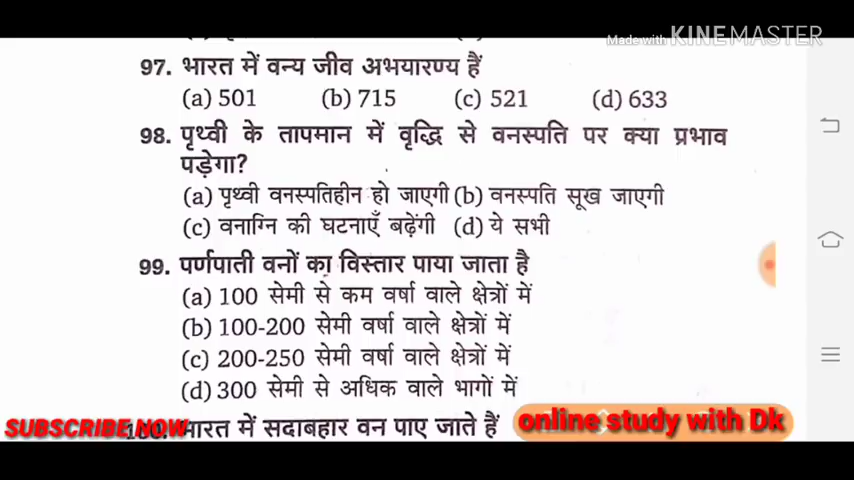 Made with KINEMASTER
97. भारत में वन्य जीव अभयारण्य हैं
(a) 501 (b) 715 (c) 521 (d) 633
98. पृथ्वी के तापमान में वृद्धि से वनस्पति पर क्या प्रभाव
पड़ेगा?
(a) पृथ्वी वनस्पतिहीन हो जाएगी (b) वनस्पति सूख जाएगी
(c) वनाग्नि की घटनाएँ बढ़ेंगी (d) ये सभी
99. पर्णपाती वनों का विस्तार पाया जाता है
(a) 100 सेमी से कम वर्षा वाले क्षेत्रों में
(b) 100-200 सेमी वर्षा वाले क्षेत्रों में
(c) 200-250 सेमी वर्षा वाले क्षेत्रों में
(d) 300 सेमी से अधिक वाले भागों में
भारत में सदाबहार वन पाए जाते हैं
SUBSCRIBE NOW
online study with Dk